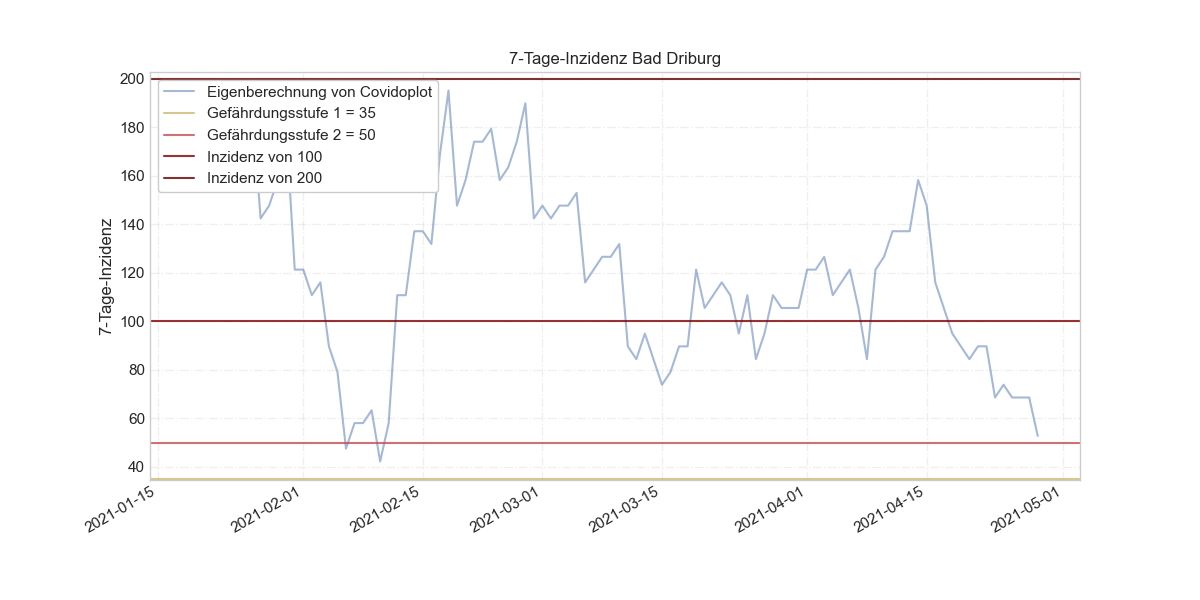 7-Tage-Inzidenz Bad Driburg
Eigenberechnung von Covidoplot
Gefährdungsstufe 1 = 35
Gefährdungsstufe 2 = 50
Inzidenz von 100
Inzidenz von 200
7-Tage-Inzidenz
200
180
160
140
120
100
80
60
40
2021-01-15
2021-02-01
2021-02-15
2021-03-01
2021-03-15
2021-04-01
2021-04-15
2021-05-01